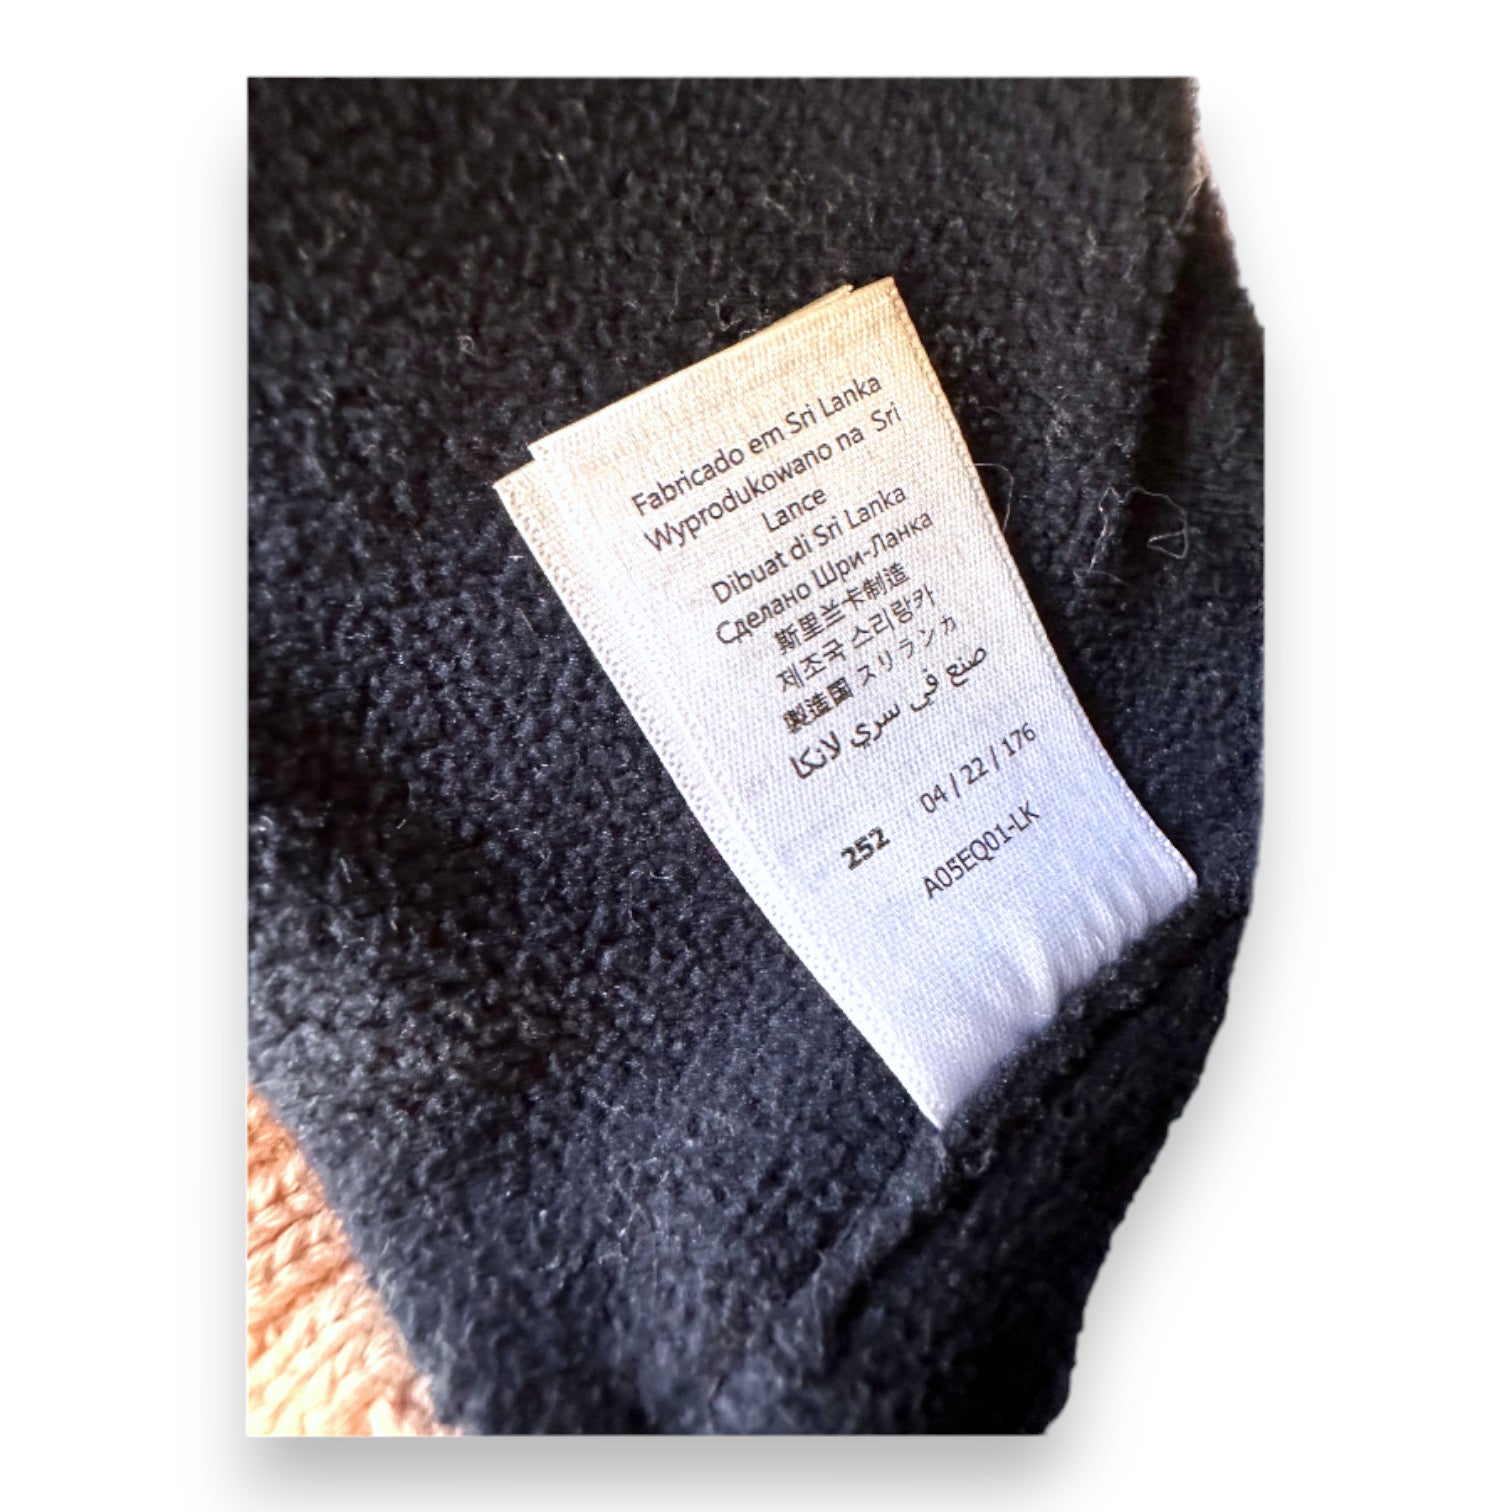 Fabricado em Sri Lanka
Wyprodukowano na Sri
Lance
Dibuat di Sri Lanka
Сделано Шри-Ланка
斯里兰卡制造
제조국 스리랑카
製造国 スリランカ
صنع في سري لانكا
252 04 / 22 / 176
A05EQ01-LK